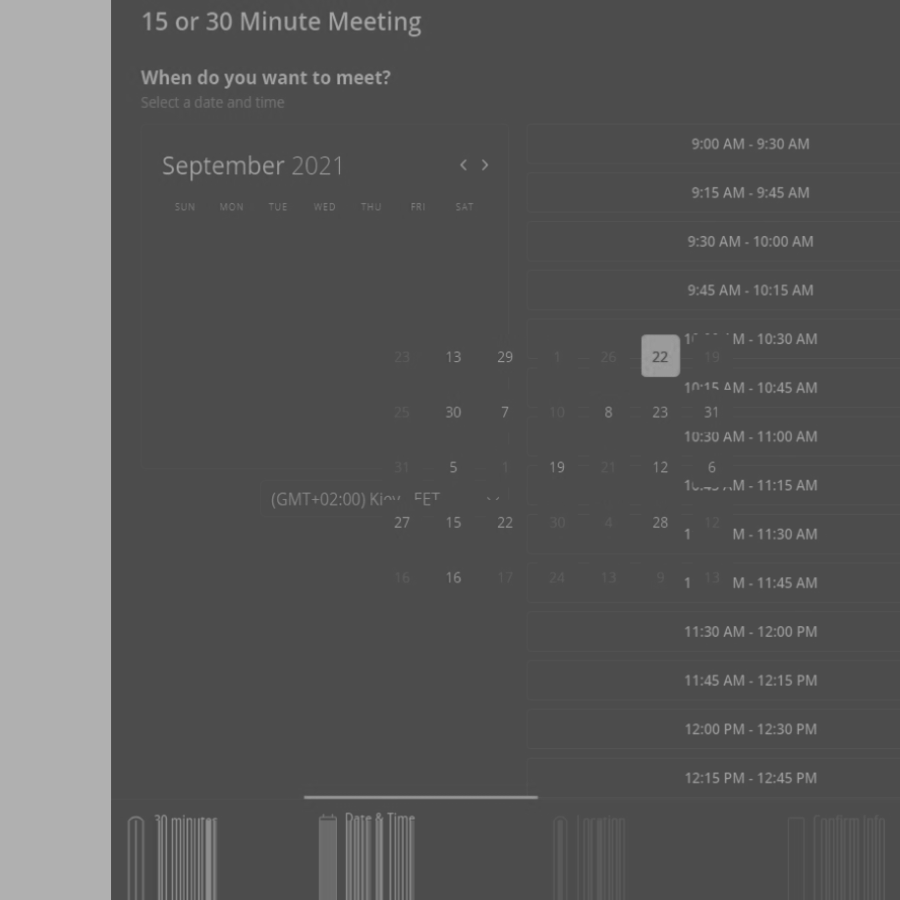 15 or 30 Minute Meeting
When do you want to meet?
Select a date and time
September 2021
SUN MON TUE WED THU FRI SAT
9:00 AM - 9:30 AM
9:15 AM - 9:45 AM
9:30 AM - 10:00 AM
9:45 AM - 10:15 AM
M - 10:30 AM
10:15 AM - 10:45 AM
10:30 AM - 11:00 AM
10:45 AM - 11:15 AM
M - 11:30 AM
M - 11:45 AM
11:30 AM - 12:00 PM
11:45 AM - 12:15 PM
12:00 PM - 12:30 PM
12:15 PM - 12:45 PM
23 13 29 1 26 22 19
25 30 7 10 8 23 31
31 5 1 19 21 12 6
27 15 22 30 4 28 12
16 16 17 24 13 9 13
(GMT+02:00) Kiev EET
30 minutes
Date & Time
Location
Confirm Info